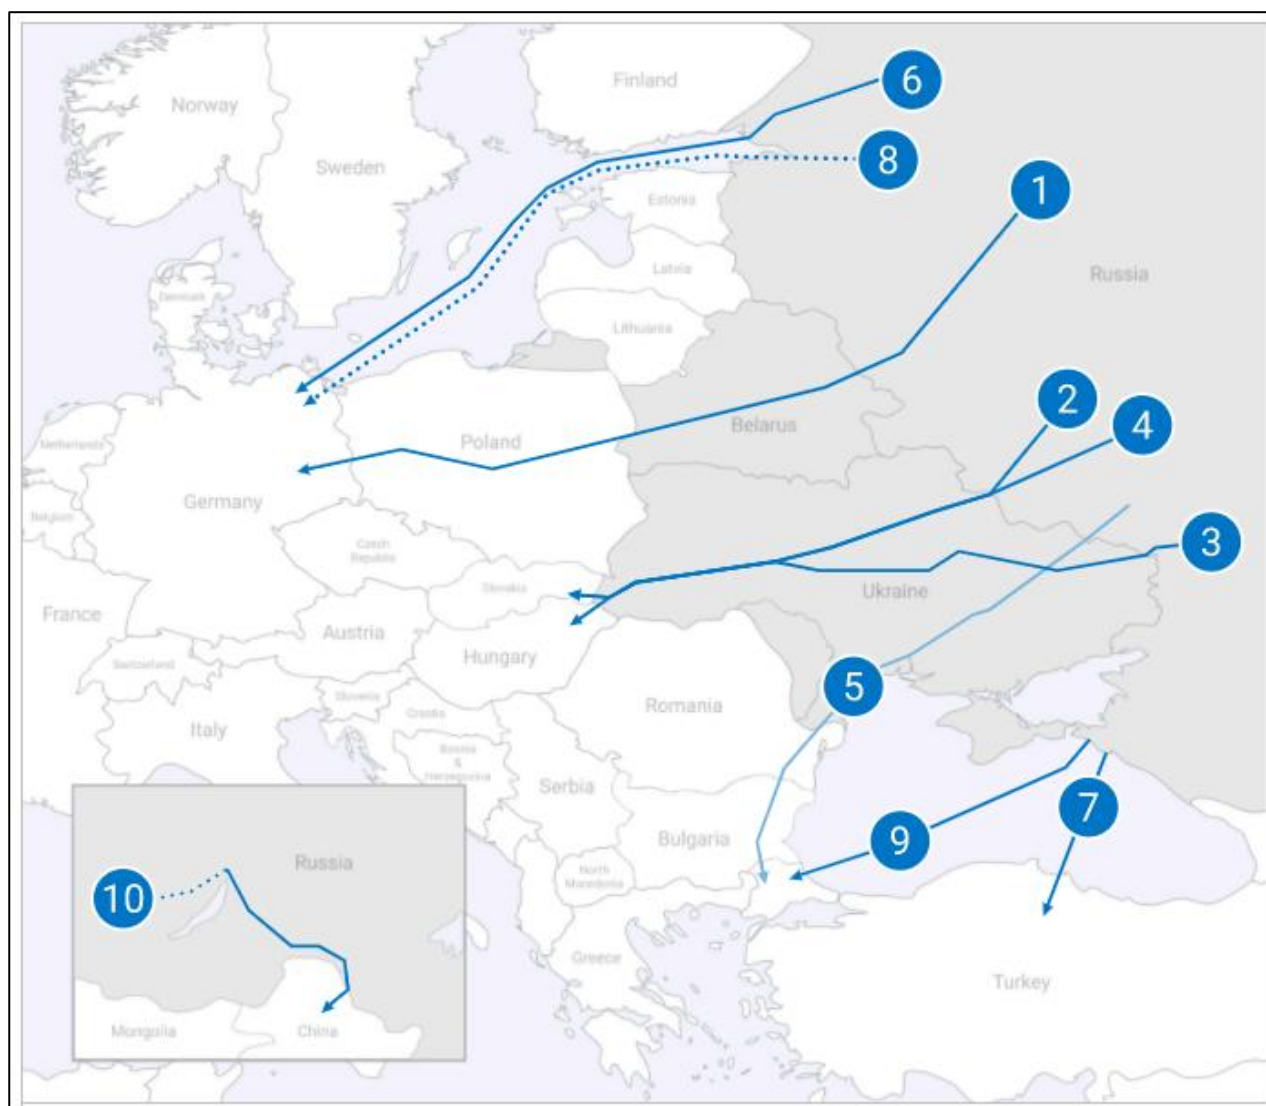 6
Finland
Norway
8
Sweden
1
Estonia
Latvia
Russia
Denmark
Lithuania
2
4
Belarus
Netherlands
Poland
Germany
Belgium
3
Czech
Republic
Slovakia
Ukraine
France
Austria
Hungary
Switzerland
5
Slovenia
Romania
Croatia
Italy
Bosnia
&
Herzegovina
Serbia
7
Bulgaria
9
Russia
North
Macedonia
10
Greece
Turkey
Mongolia
China